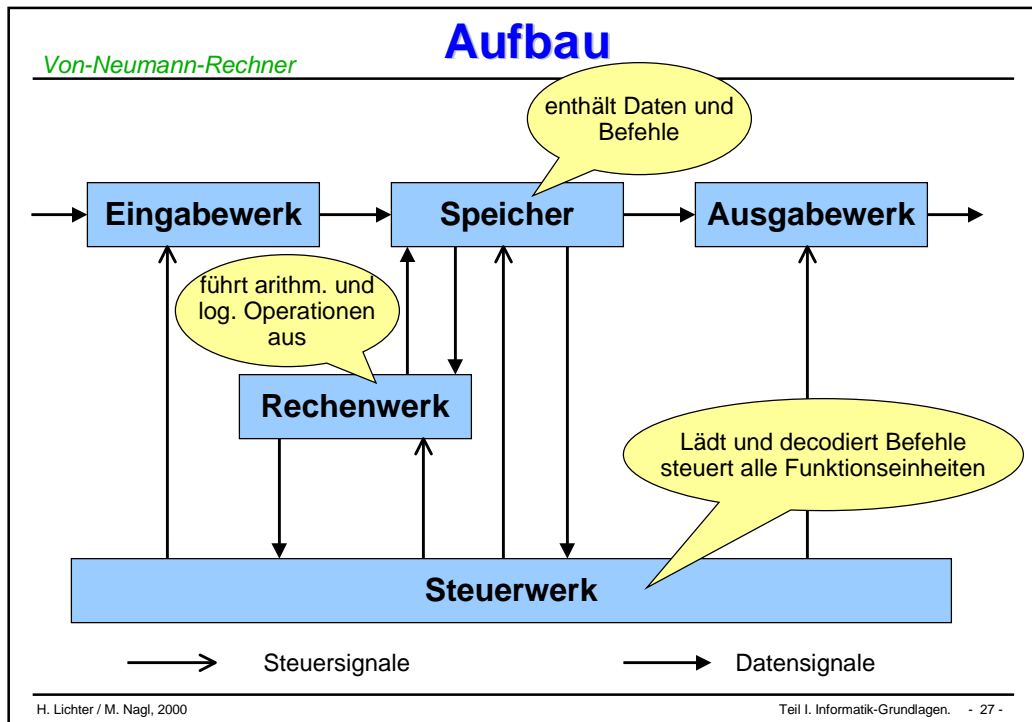 Aufbau
Von-Neumann-Rechner
enthält Daten und
Befehle
Eingabewerk
Speicher
Ausgabewerk
führt arithm. und
log. Operationen
aus
Rechenwerk
Lädt und decodiert Befehle
steuert alle Funktionseinheiten
Steuerwerk
Steuersignale
Datensignale
H. Lichter / M. Nagl, 2000
Teil I. Informatik-Grundlagen. - 27 -